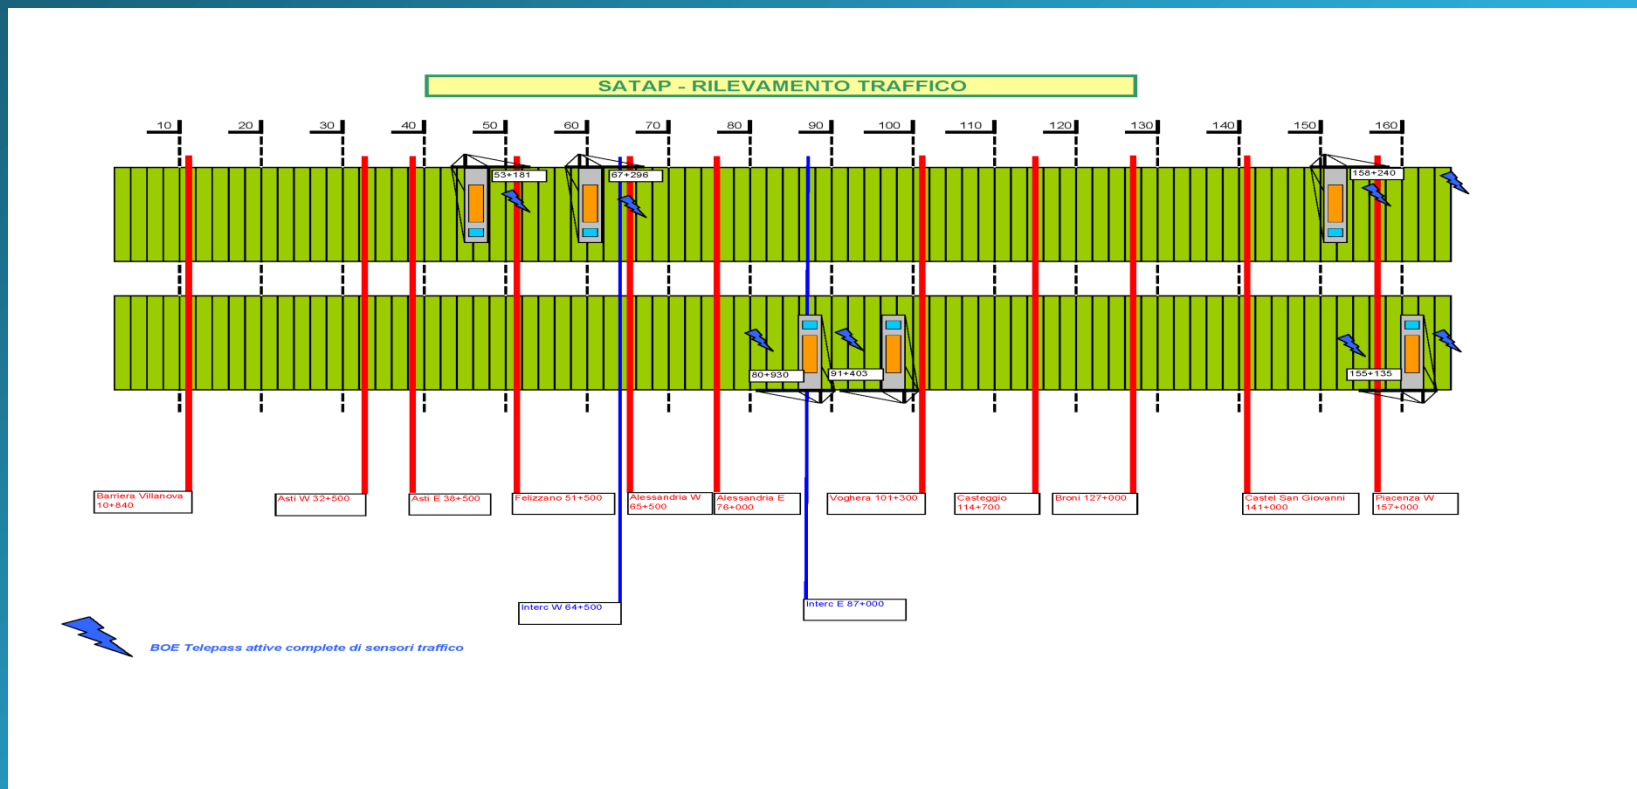 SATAP - RILEVAMENTO TRAFFICO
10 20 30 40 50 60 70 80 90 100 110 120 130 140 150 160
53+181
67+296
158+240
80+930
91+403
155+135
Barriera Villanova
10+840
Asti W 32+500
Asti E 38+500
Felizzano 51+500
Alessandria W
65+500
Alessandria E
76+000
Voghera 101+300
Casteggio
114+700
Broni 127+000
Castel San Giovanni
141+000
Piacenza W
157+000
Interc W 64+500
Interc E 87+000
BOE Telepass attive complete di sensori traffico